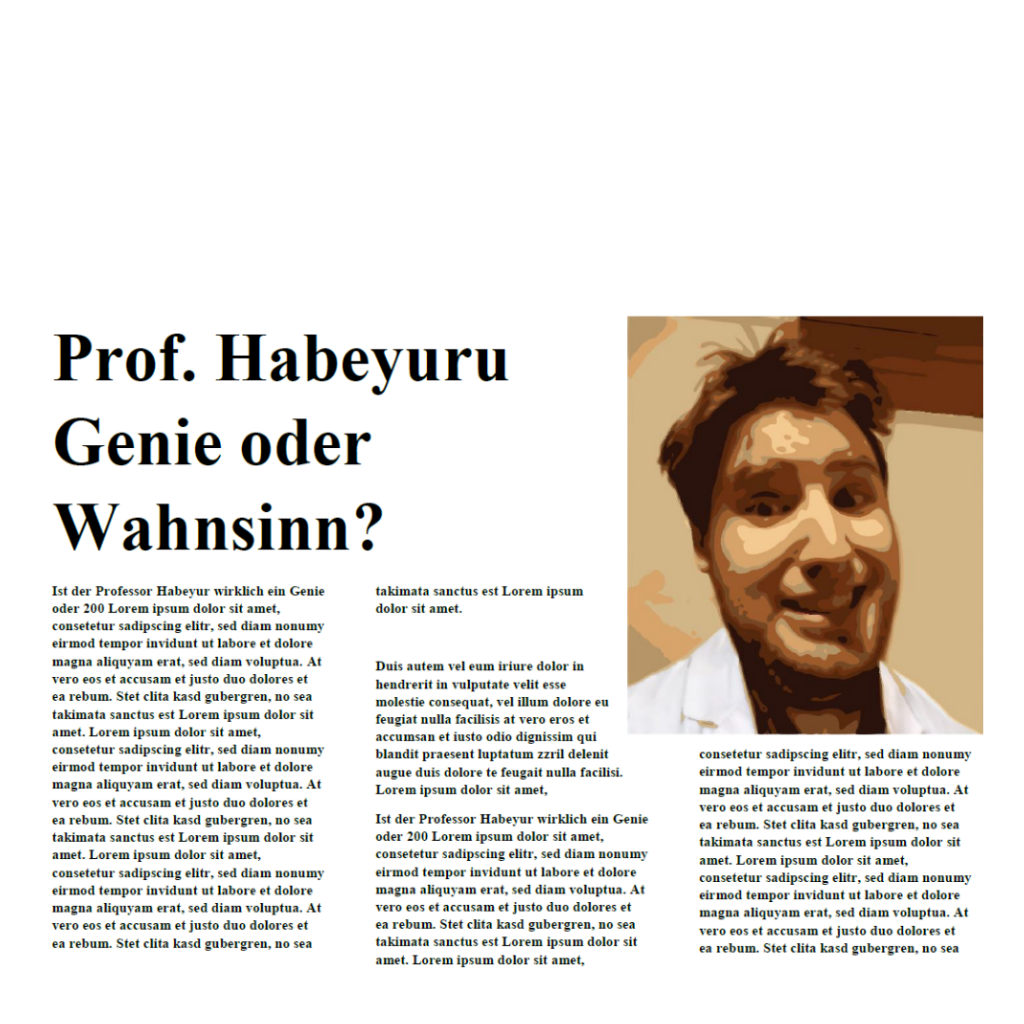 Prof. Habeyuru
Genie oder
Wahnsinn?
Ist der Professor Habeyur wirklich ein Genie
oder 200 Lorem ipsum dolor sit amet,
consetetur sadipscing elitr, sed diam nonumy
eirmod tempor invidunt ut labore et dolore
magna aliquyam erat, sed diam voluptua. At
vero eos et accusam et justo duo dolores et
ea rebum. Stet clita kasd gubergren, no sea
takimata sanctus est Lorem ipsum dolor sit
amet. Lorem ipsum dolor sit amet,
consetetur sadipscing elitr, sed diam nonumy
eirmod tempor invidunt ut labore et dolore
magna aliquyam erat, sed diam voluptua. At
vero eos et accusam et justo duo dolores et
ea rebum. Stet clita kasd gubergren, no sea
takimata sanctus est Lorem ipsum dolor sit
amet. Lorem ipsum dolor sit amet,
consetetur sadipscing elitr, sed diam nonumy
eirmod tempor invidunt ut labore et dolore
magna aliquyam erat, sed diam voluptua. At
vero eos et accusam et justo duo dolores et
ea rebum. Stet clita kasd gubergren, no sea
takimata sanctus est Lorem ipsum
dolor sit amet.
Duis autem vel eum iriure dolor in
hendrerit in vulputate velit esse
molestie consequat, vel illum dolore eu
feugiat nulla facilisis at vero eros et
accumsan et iusto odio dignissim qui
blandit praesent luptatum zzril delenit
augue duis dolore te feugait nulla facilisi.
Lorem ipsum dolor sit amet,
Ist der Professor Habeyur wirklich ein Genie
oder 200 Lorem ipsum dolor sit amet,
consetetur sadipscing elitr, sed diam nonumy
eirmod tempor invidunt ut labore et dolore
magna aliquyam erat, sed diam voluptua. At
vero eos et accusam et justo duo dolores et
ea rebum. Stet clita kasd gubergren, no sea
takimata sanctus est Lorem ipsum dolor sit
amet. Lorem ipsum dolor sit amet,
consetetur sadipscing elitr, sed diam nonumy
eirmod tempor invidunt ut labore et dolore
magna aliquyam erat, sed diam voluptua. At
vero eos et accusam et justo duo dolores et
ea rebum. Stet clita kasd gubergren, no sea
takimata sanctus est Lorem ipsum dolor sit
amet. Lorem ipsum dolor sit amet,
consetetur sadipscing elitr, sed diam nonumy
eirmod tempor invidunt ut labore et dolore
magna aliquyam erat, sed diam voluptua. At
vero eos et accusam et justo duo dolores et
ea rebum. Stet clita kasd gubergren, no sea